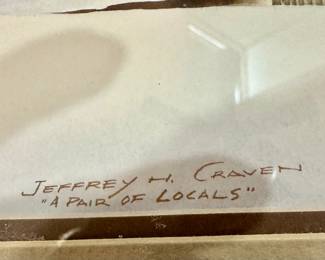 JEFFREY H. CRAVEN
"A PAIR OF LOCALS"